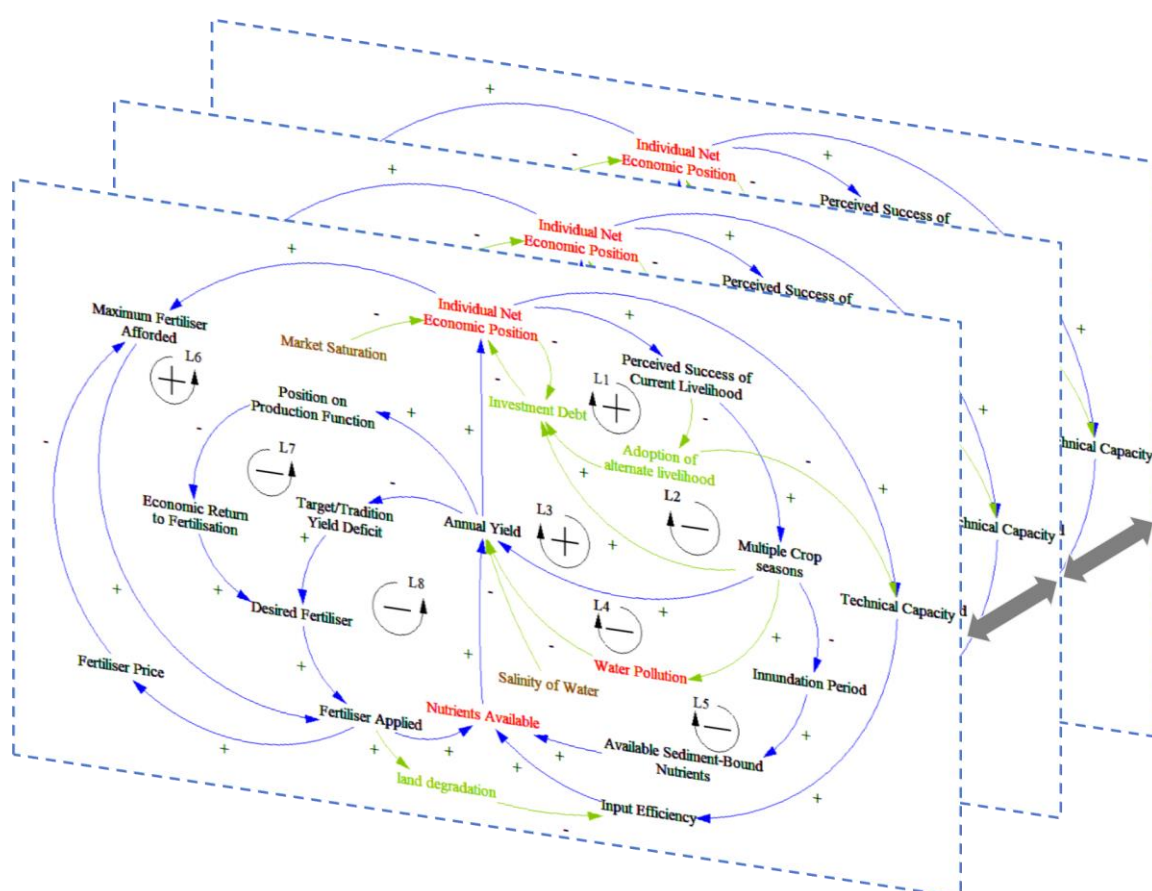 +
Individual Net
Economic Position
-
+
-
Perceived Success of
+
hnical Capacity
+
Individual Net
Economic Position
-
+
-
Perceived Success of
+
chnical Capacity d
+
Individual Net
Economic Position
-
+
-
Maximum Fertiliser
Afforded
Market Saturation
Perceived Success of
Current Livelihood
L6
L1
-
Investment Debt
-
Position on
Production Function
+
+
Adoption of
alternate livelihood
-
-
L7
+
L2
+
+
-
Economic Return
to Fertilisation
Target/Tradition
Yield Deficit
-
Annual Yield
L3
+
Multiple Crop
seasons
+
+
L8
-
L4
+
+
-
Technical Capacity d
Desired Fertiliser
+
+
-
Water Pollution
Innundation Period
Fertiliser Price
+
Salinity of Water
L5
+
Fertiliser Applied
Nutrients Available
+
+
+
+
+
Available Sediment-Bound
Nutrients
land degradation
-
Input Efficiency
+